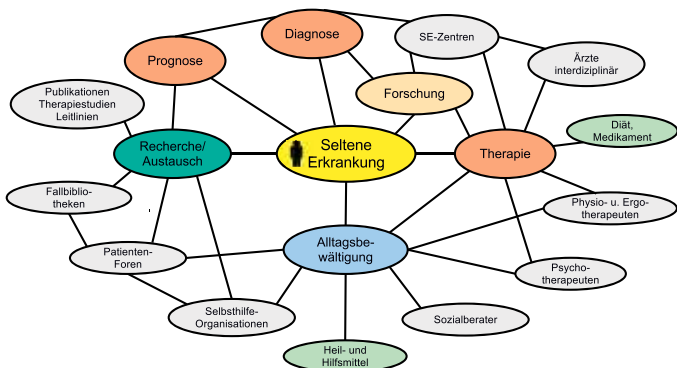 Diagnose
SE-Zentren
Prognose
Ärzte
interdiziplinär
Publikationen
Therapiestudien
Leitlinien
Forschung
Diät,
Medikament
Recherche/
Austausch
Seltene
Erkrankung
Therapie
Fallbiblio-
theken
Physio- u. Ergo-
therapeuten
Patienten-
Foren
Alltagsbe-
wältigung
Psycho-
therapeuten
Selbsthilfe-
Organisationen
Sozialberater
Heil- und
Hilfsmittel